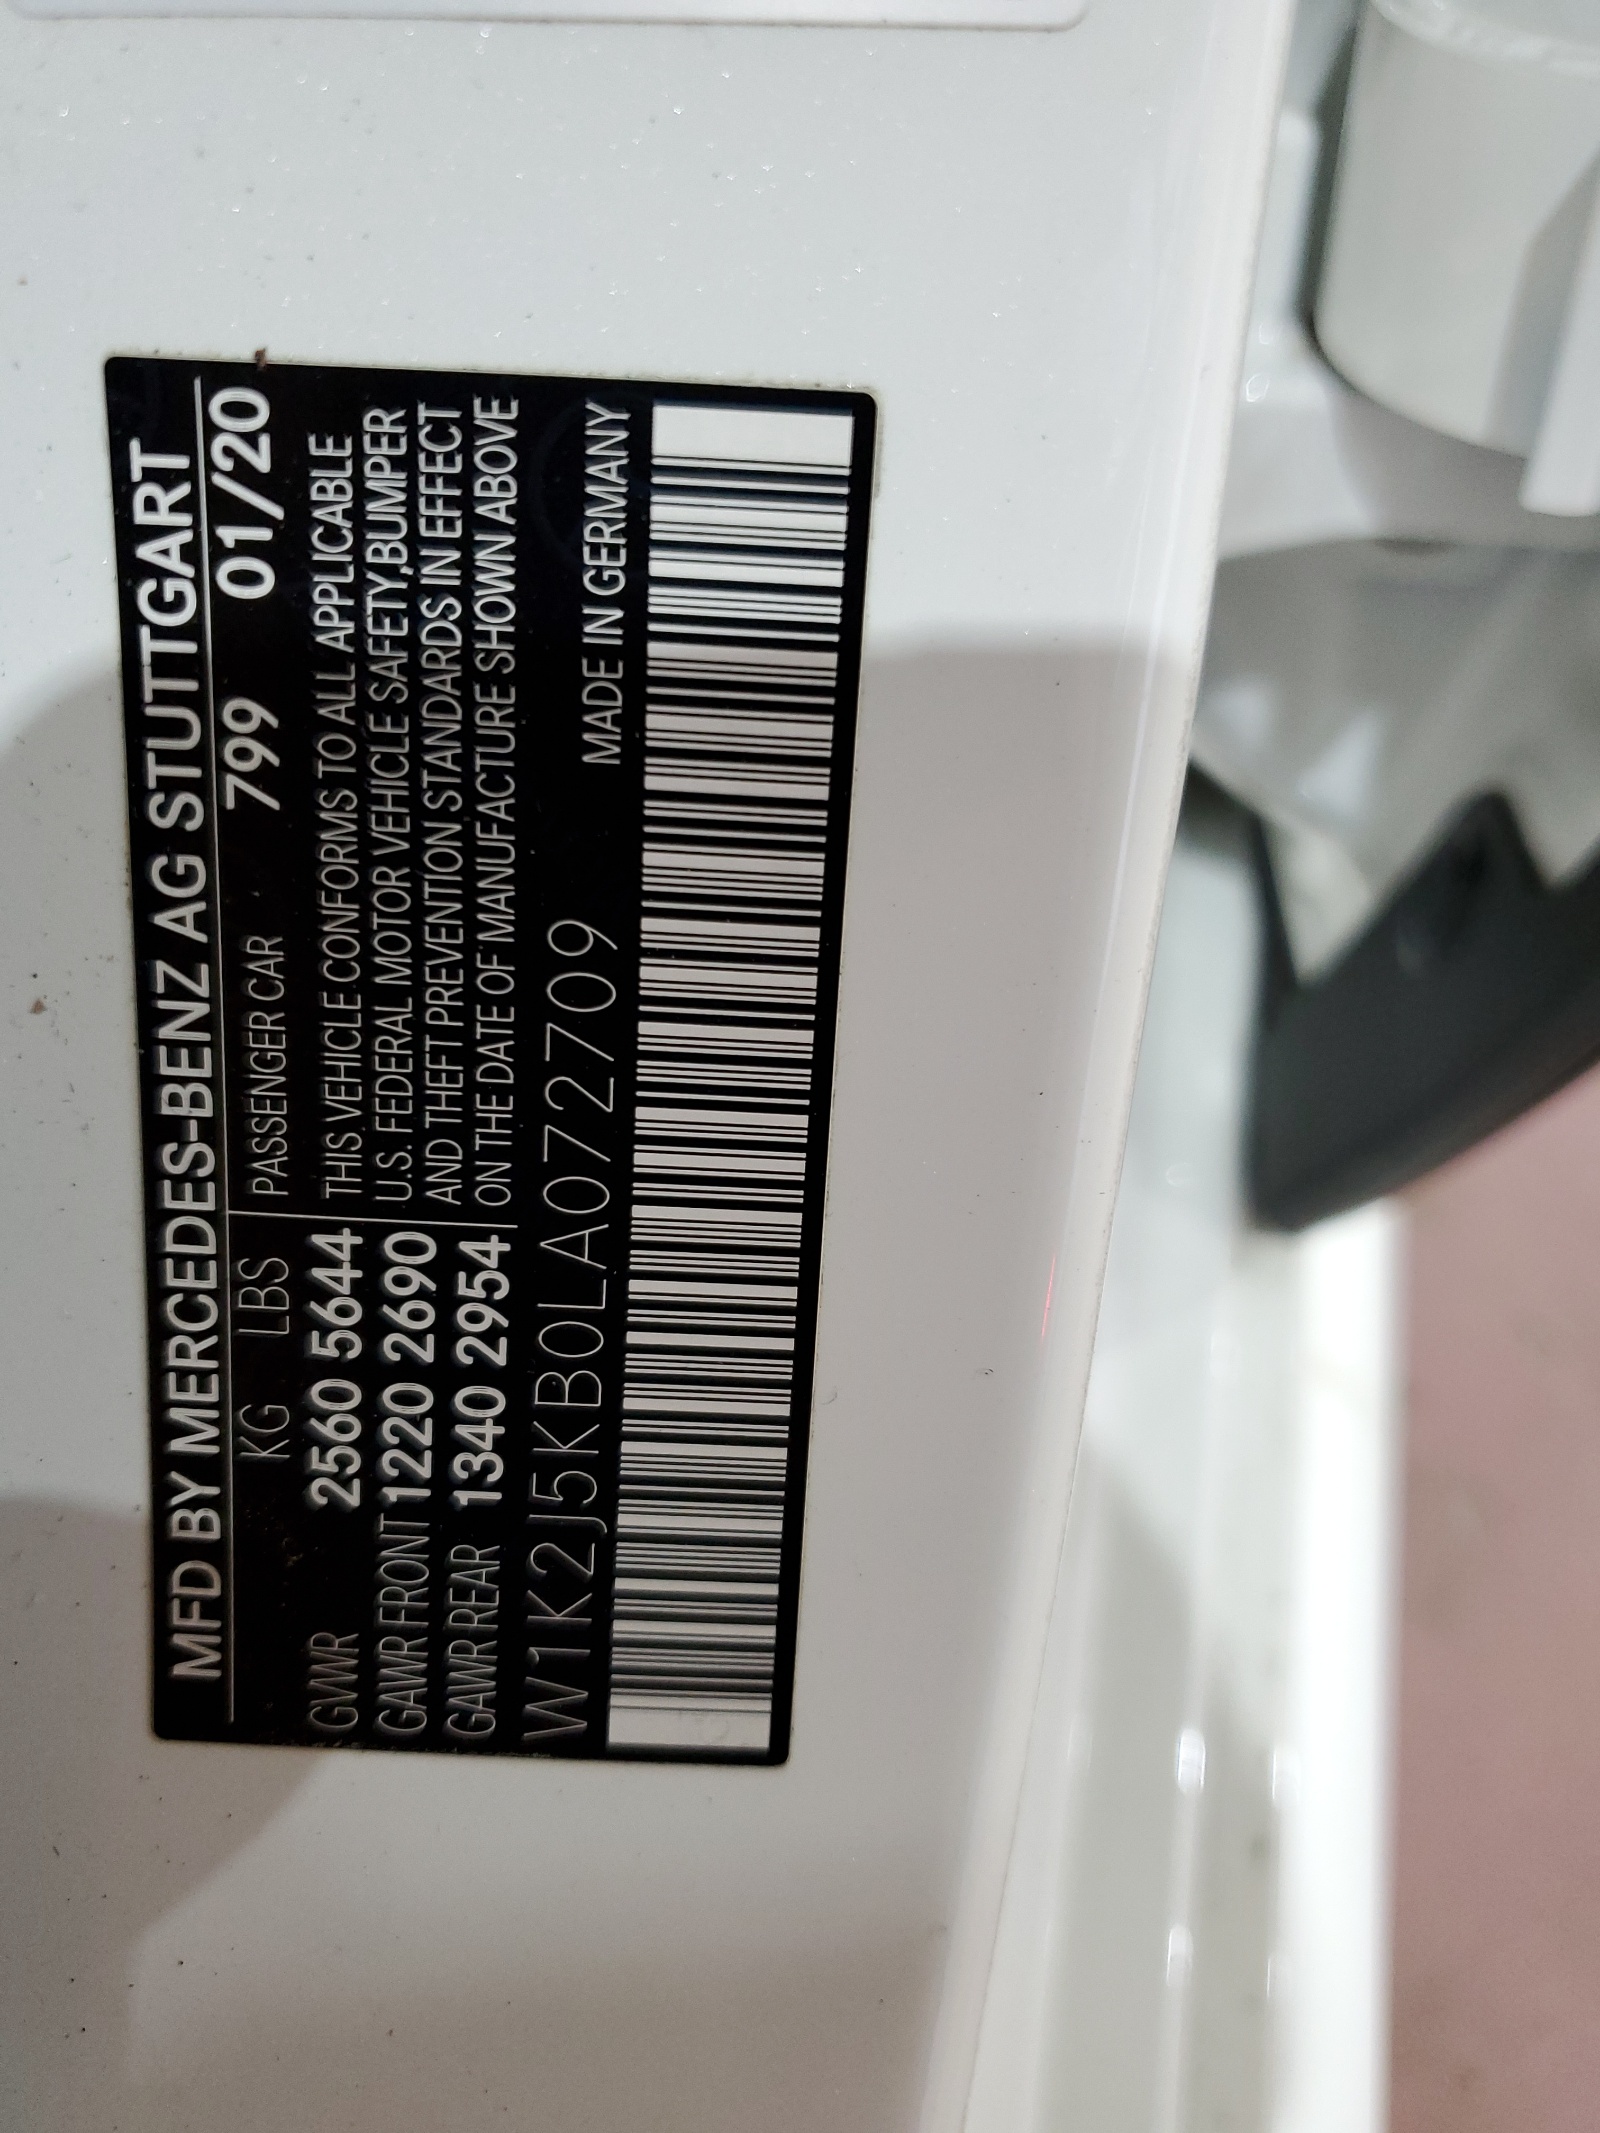 MFD BY MERCEDES-BENZ AG STUTTGART
KG LBS PASSENGER CAR 799 01/20
GVWR 2560 5644 THIS VEHICLE CONFORMS TO ALL APPLICABLE
GAWR FRONT 1220 2690 U.S. FEDERAL MOTOR VEHICLE SAFETY,BUMPER
GAWR REAR 1340 2954 AND THEFT PREVENTION STANDARDS IN EFFECT
ON THE DATE OF MANUFACTURE SHOWN ABOVE
W1K2J5KB0LA072709 MADE IN GERMANY